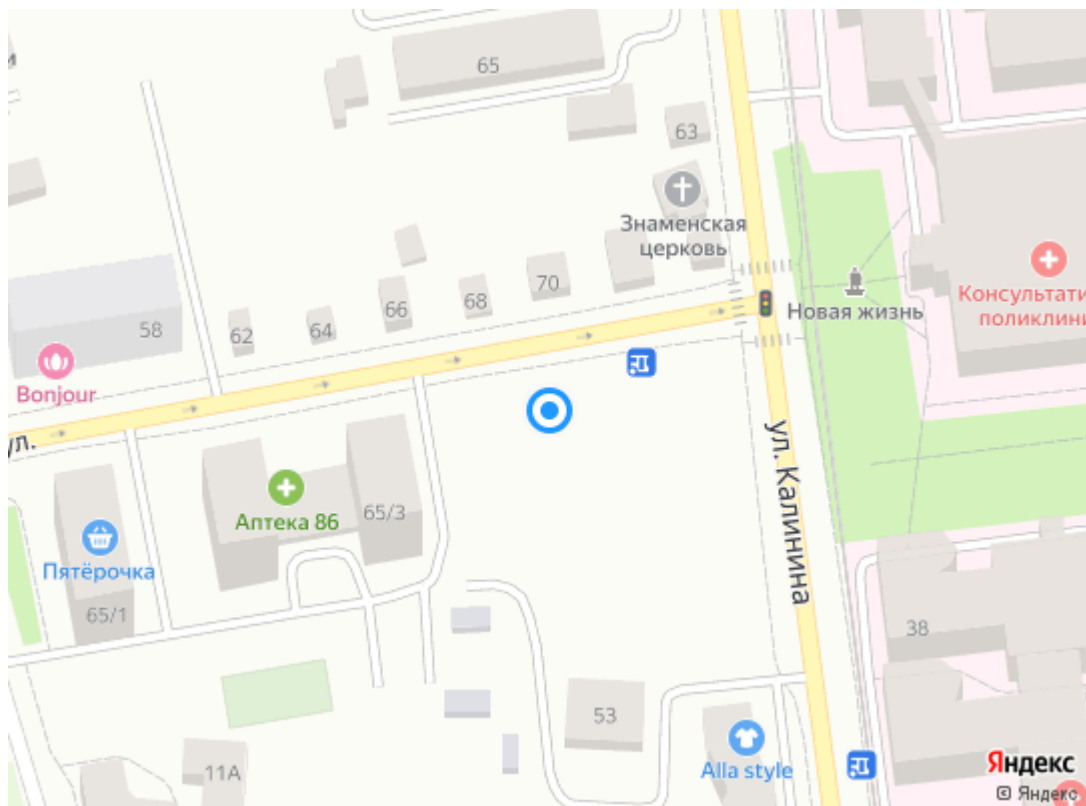 65
63
Знаменская
церковь
70
68
66
64
62
58
Bonjour
Новая жизнь
Консультати
поликлини
ул.
ул. Калинина
Аптека 86
65/3
Пятёрочка
65/1
38
53
11А
Alla style
Яндекс
© Яндекс